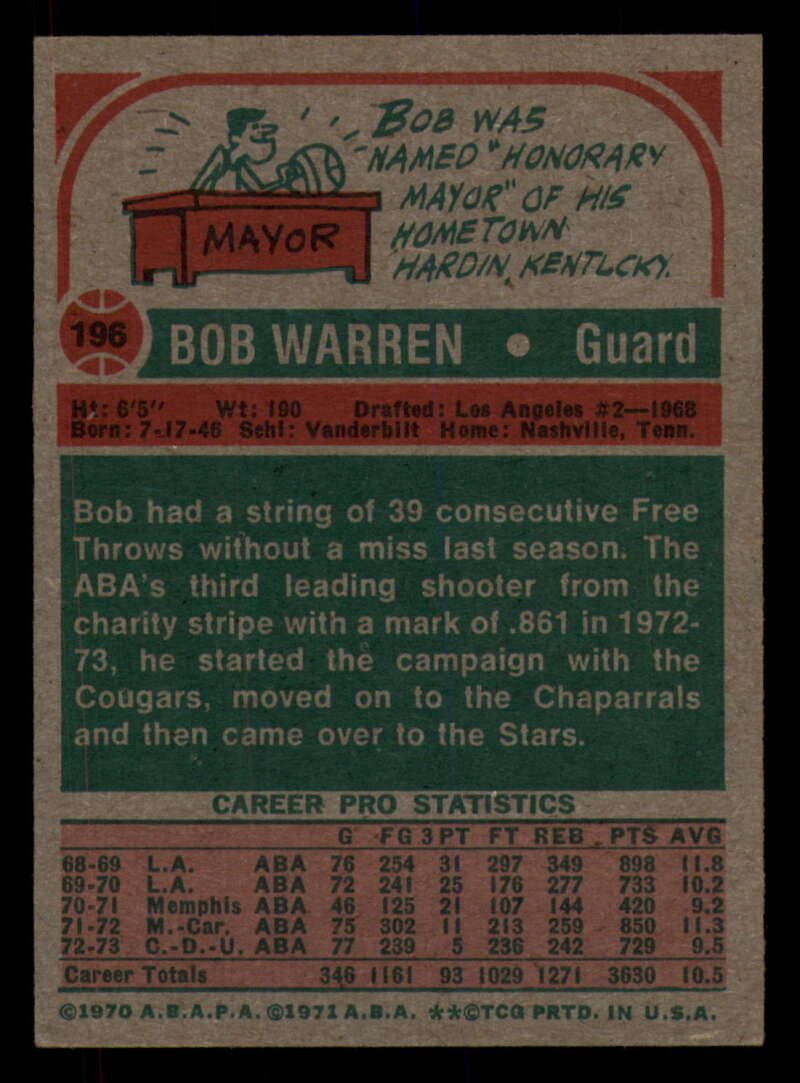 BOB WAS
NAMED "HONORARY
MAYOR" OF HIS
HOMETOWN
HARDIN, KENTLCKY.
MAYOR
196 BOB WARREN • Guard
Ht: 6'5" Wt: 190 Drafted: Los Angeles #2—1968
Born: 7-17-46 Schl: Vanderbilt Home: Nashville, Tenn.
Bob had a string of 39 consecutive Free
Throws without a miss last season. The
ABA's third leading shooter from the
charity stripe with a mark of .861 in 1972-
73, he started the campaign with the
Cougars, moved on to the Chaparrals
and then came over to the Stars.
CAREER PRO STATISTICS
G FG 3PT FT REB PTS AVG
68-69 L.A. ABA 76 254 31 297 349 898 11.8
69-70 L.A. ABA 72 241 25 176 277 733 10.2
70-71 Memphis ABA 46 125 21 107 144 420 9.2
71-72 M.-Car. ABA 75 302 11 213 259 850 11.3
72-73 C.-D.-U. ABA 77 239 5 236 242 729 9.5
Career Totals 346 1161 93 1029 1271 3630 10.5
©1970 A.B.A.P.A. ©1971 A.B.A. **©TCG PRTD. IN U.S.A.